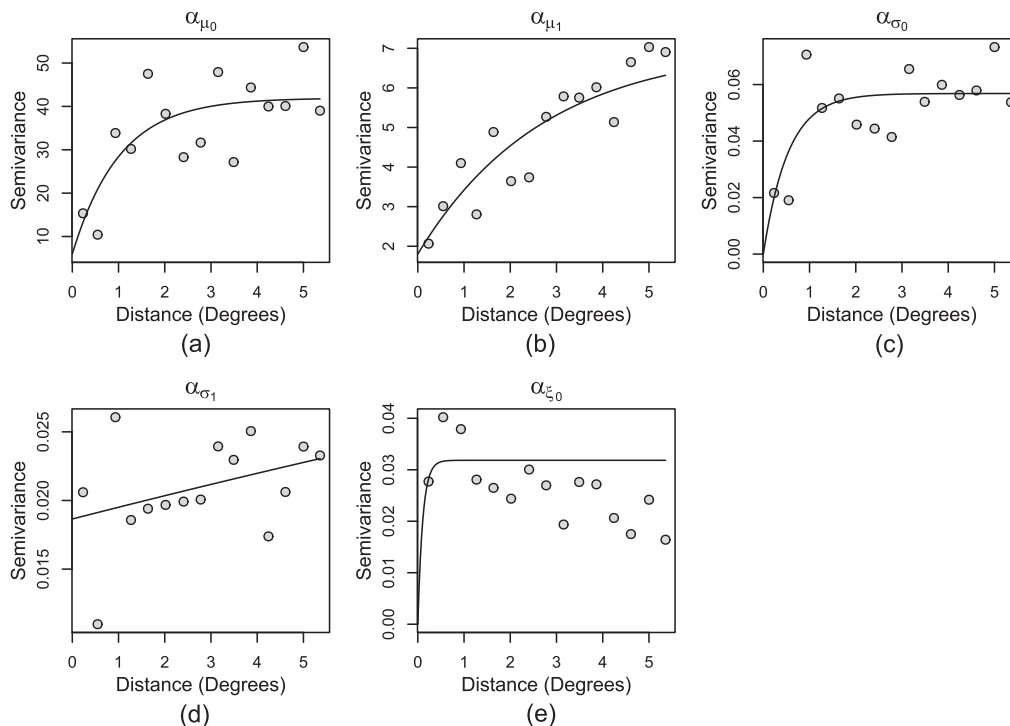 α_μ₀
Semivariance
10 20 30 40 50
0 1 2 3 4 5
Distance (Degrees)
(a)
α_μ₁
Semivariance
2 3 4 5 6 7
0 1 2 3 4 5
Distance (Degrees)
(b)
α_σ₀
Semivariance
0.00 0.02 0.04 0.06
0 1 2 3 4 5
Distance (Degrees)
(c)
α_σ₁
Semivariance
0.015 0.020 0.025
0 1 2 3 4 5
Distance (Degrees)
(d)
α_ξ₀
Semivariance
0.00 0.01 0.02 0.03 0.04
0 1 2 3 4 5
Distance (Degrees)
(e)